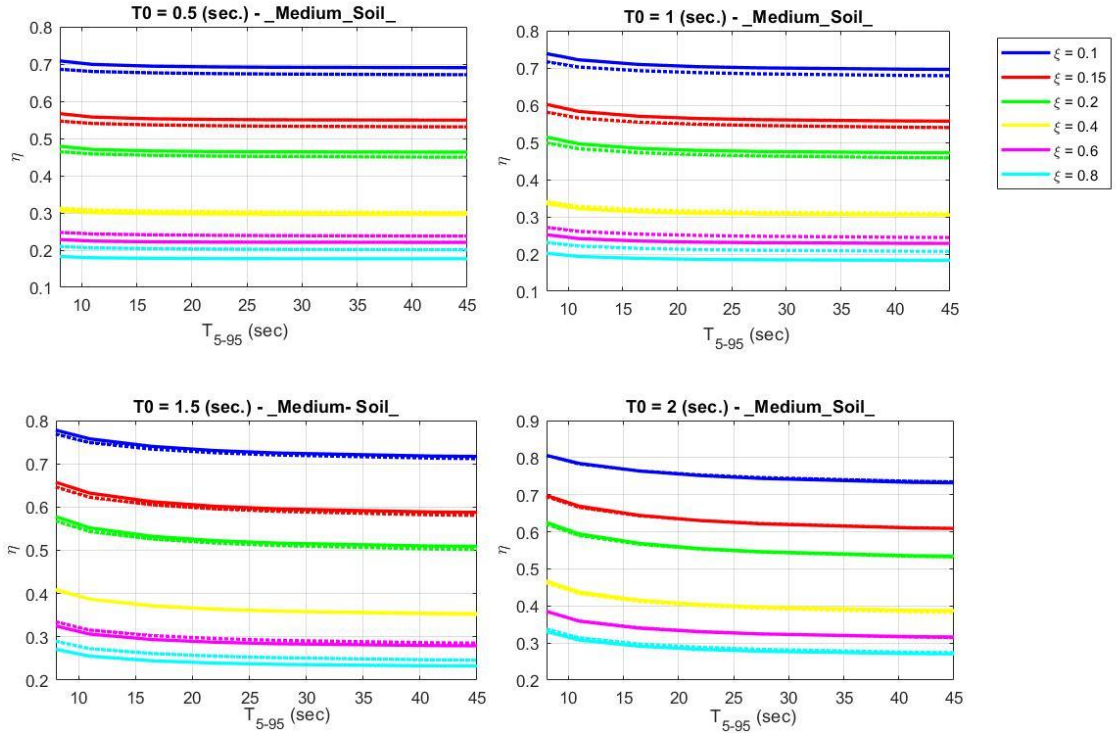 T0 = 0.5 (sec.) - _Medium_Soil_
0.8
0.7
0.6
0.5
0.4
0.3
0.2
0.1
η
10 15 20 25 30 35 40 45
T5-95 (sec)
T0 = 1 (sec.) - _Medium_Soil_
0.8
0.7
0.6
0.5
0.4
0.3
0.2
0.1
η
10 15 20 25 30 35 40 45
T5-95 (sec)
ξ = 0.1
ξ = 0.15
ξ = 0.2
ξ = 0.4
ξ = 0.6
ξ = 0.8
T0 = 1.5 (sec.) - _Medium- Soil_
0.8
0.7
0.6
0.5
0.4
0.3
0.2
η
10 15 20 25 30 35 40 45
T5-95 (sec)
T0 = 2 (sec.) - _Medium_Soil_
0.9
0.8
0.7
0.6
0.5
0.4
0.3
0.2
η
10 15 20 25 30 35 40 45
T5-95 (sec)